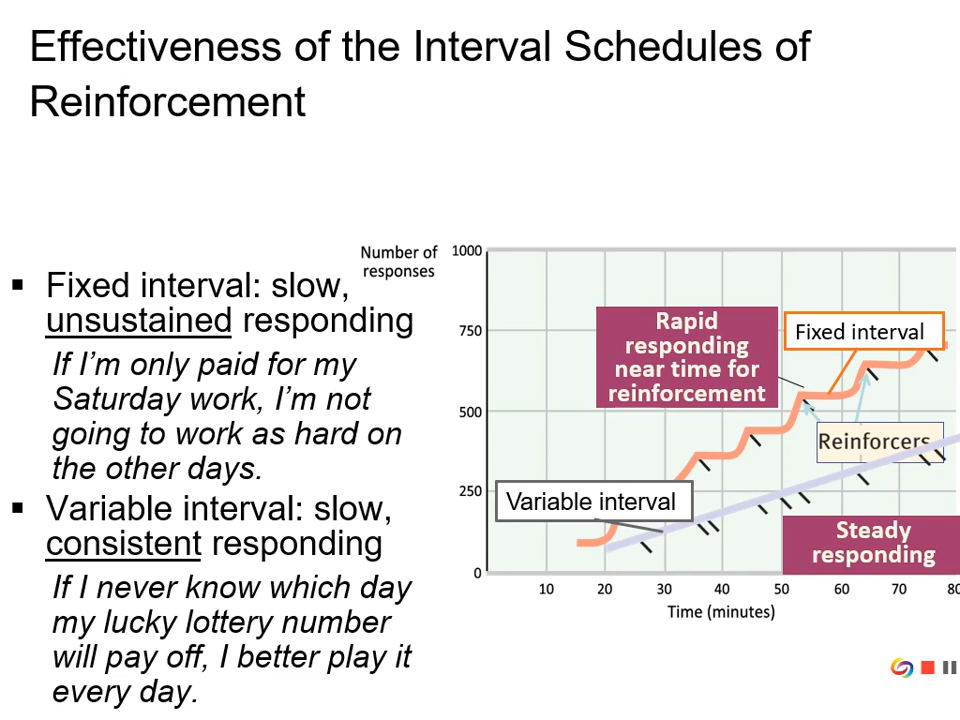 Effectiveness of the Interval Schedules of
Reinforcement
▪ Fixed interval: slow,
unsustained responding
If I’m only paid for my
Saturday work, I’m not
going to work as hard on
the other days.
▪ Variable interval: slow,
consistent responding
If I never know which day
my lucky lottery number
will pay off, I better play it
every day.
Number of
responses
1000
750
500
250
0
Rapid
responding
near time for
reinforcement
Fixed interval
Reinforcers
Variable interval
Steady
responding
10 20 30 40 50 60 70 80
Time (minutes)